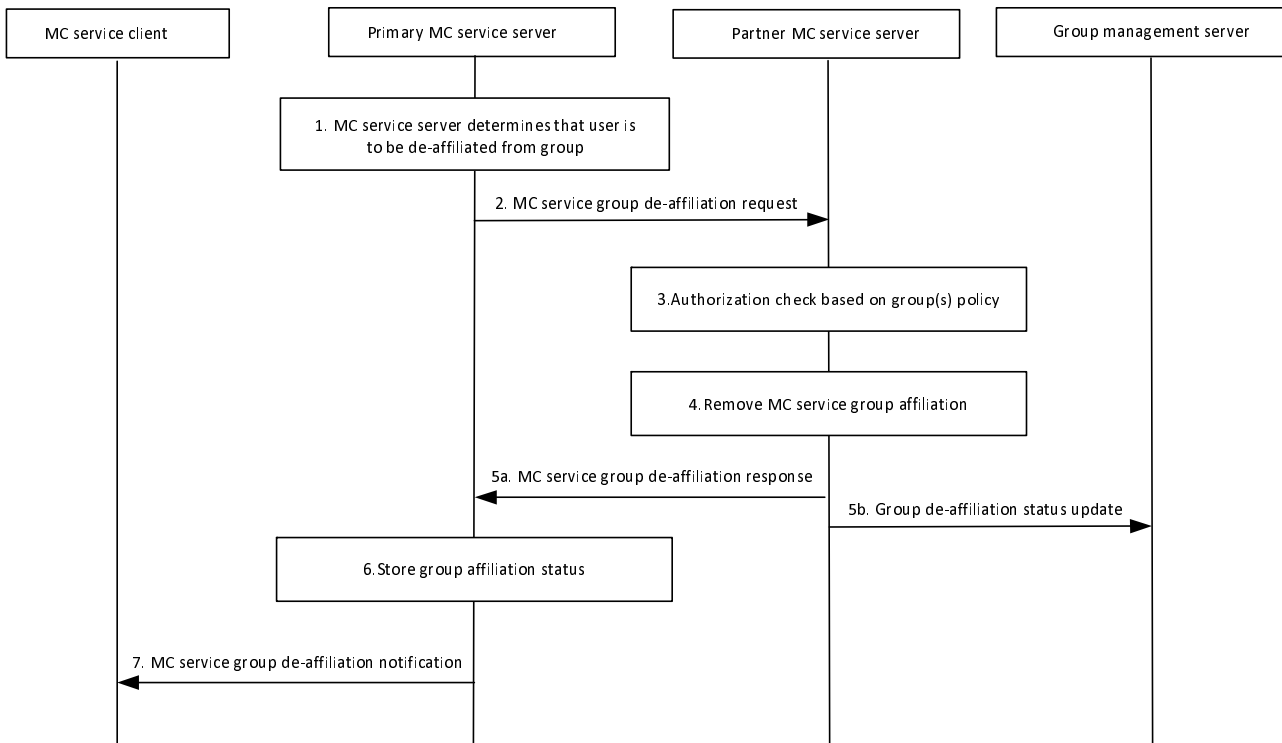 MC service client
Primary MC service server
Partner MC service server
Group management server
1. MC service server determines that user is
to be de-affiliated from group
2. MC service group de-affiliation request
3.Authorization check based on group(s) policy
4.Remove MC service group affiliation
5a. MC service group de-affiliation response
5b. Group de-affiliation status update
6.Store group affiliation status
7. MC service group de-affiliation notification